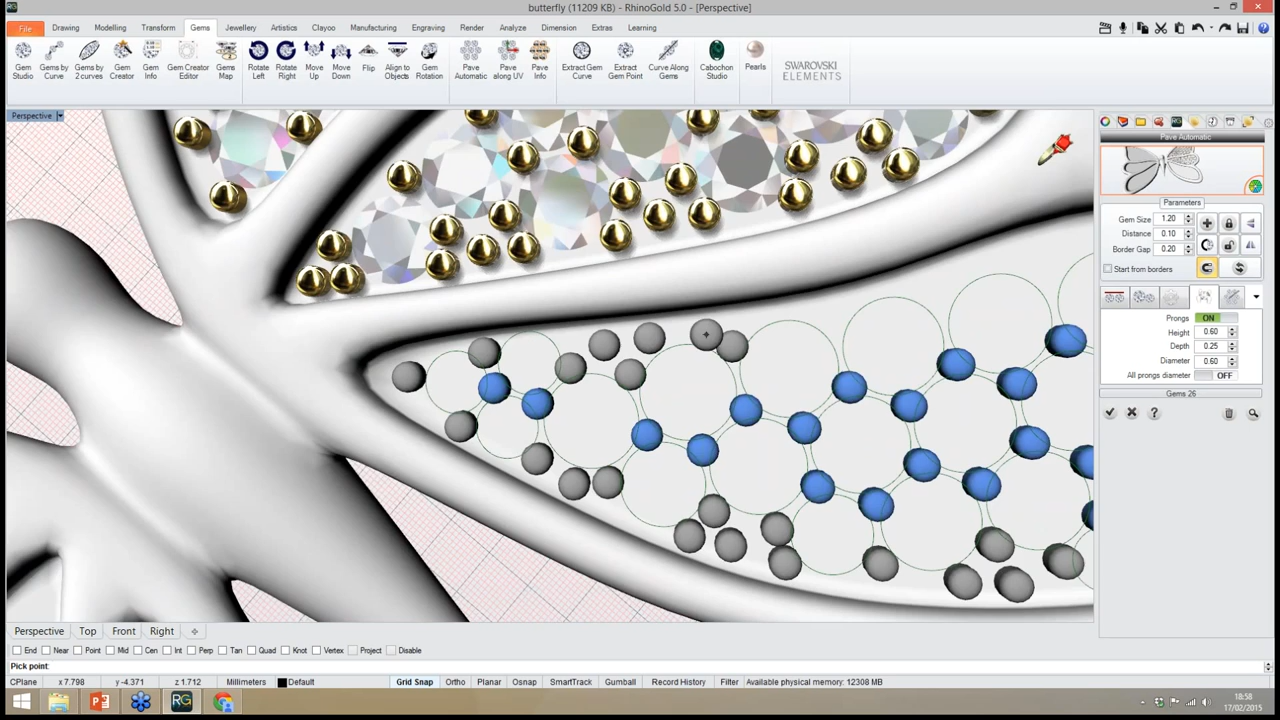 butterfly (11209 KB) - RhinoGold 5.0 - [Perspective]
File Drawing Modelling Transform Gems Jewellery Artistics Clayoo Manufacturing Engraving Render Analyze Dimension Extras Learning
Gem Studio Gems by Curve Gems by 2 curves Gem Creator Gem Info Gem Creator Editor Gems Map Rotate Left Rotate Right Move Up Move Down Flip Align to Objects Gem Rotation Pave Automatic Pave along UV Pave Info Extract Gem Curve Extract Gem Point Curve Along Gems Cabochon Studio Pearls SWAROVSKI ELEMENTS
Perspective
Pave Automatic
Parameters
Gem Size 1.20
Distance 0.10
Border Gap 0.20
Start from borders
Prongs ON
Height 0.60
Depth 0.25
Diameter 0.60
All prongs diameter OFF
Gems 26
Perspective Top Front Right
End Near Point Mid Cen Int Perp Tan Quad Knot Vertex Project Disable
Pick point:
CPlane x 7.798 y -4.371 z 1.712 Millimeters Default Grid Snap Ortho Planar Osnap SmartTrack Gumball Record History Filter Available physical memory: 12308 MB
RG
18:58
17/02/2015